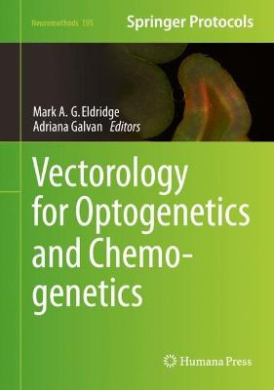 Neuromethods 195
Springer Protocols
Mark A. G. Eldridge
Adriana Galvan Editors
Vectorology
for Optogenetics
and Chemo-
genetics
Humana Press